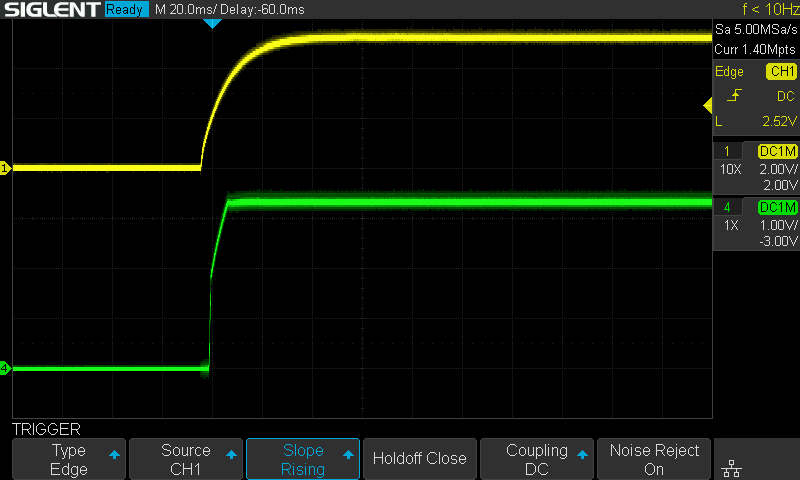 SIGLENT Ready M 20.0ms/ Delay:-60.0ms f < 10Hz
Sa 5.00MSa/s
Curr 1.40Mpts
Edge CH1
DC
L 2.52V
1 DC1M
10X 2.00V/
2.00V
4 DC1M
1X 1.00V/
-3.00V
1
4
TRIGGER
Type
Edge
Source
CH1
Slope
Rising
Holdoff Close
Coupling
DC
Noise Reject
On